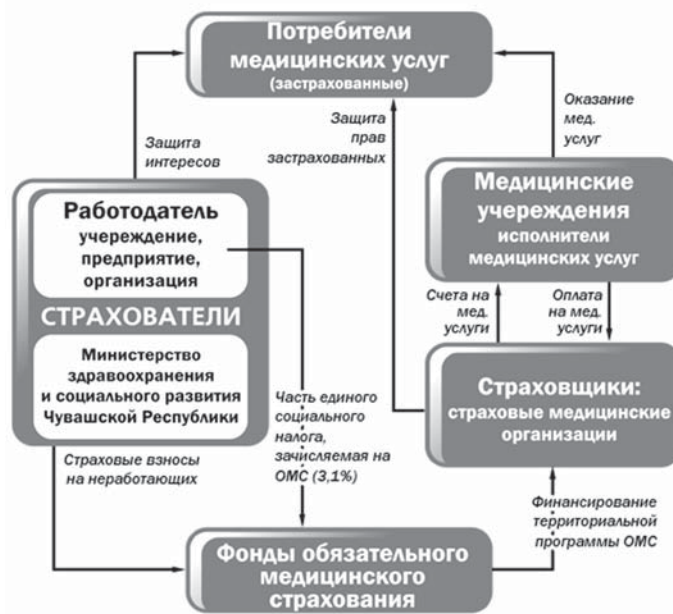 Потребители
медицинских услуг
(застрахованные)
Защита
интересов
Защита
прав
застрахованных
Оказание
мед.
услуг
Работодатель
учереждение,
предприятие,
организация
СТРАХОВАТЕЛИ
Министерство
здравоохранения
и социального развития
Чувашской Республики
Медицинские
учереждения
исполнители
медицинских услуг
Счета на
мед.
услуги
Оплата
на мед.
услуги
Страховщики:
страховые медицинские
организации
Часть единого
социального
налога,
зачисляемая на
ОМС (3,1%)
Страховые взносы
на неработающих
Финансирование
территориальной
программы ОМС
Фонды обязательного
медицинского
страхования